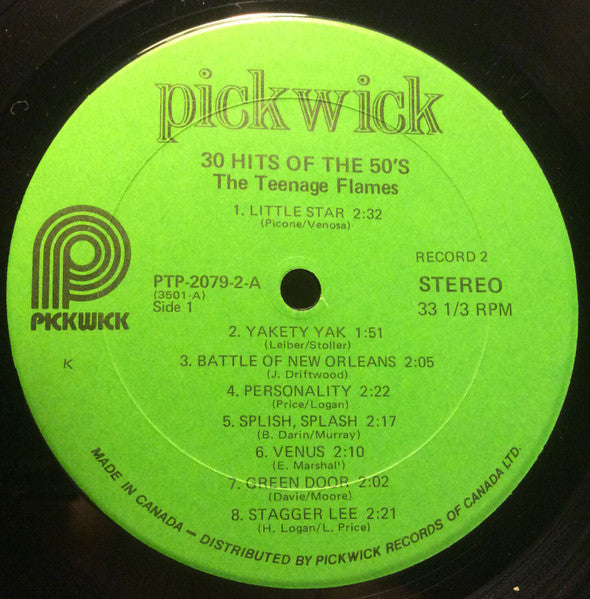 pickwick
30 HITS OF THE 50'S
The Teenage Flames
1. LITTLE STAR 2:32
(Picone/Venosa)
PICKWICK
PTP-2079-2-A
(3501-A)
Side 1
RECORD 2
STEREO
33 1/3 RPM
K
2. YAKETY YAK 1:51
(Leiber/Stoller)
3. BATTLE OF NEW ORLEANS 2:05
(J. Driftwood)
4. PERSONALITY 2:22
(Price/Logan)
5. SPLISH, SPLASH 2:17
(B. Darin/Murray)
6. VENUS 2:10
(E. Marshal')
7. GREEN DOOR 2:02
(Davie/Moore)
8. STAGGER LEE 2:21
(H. Logan/L. Price)
MADE IN CANADA – DISTRIBUTED BY PICKWICK RECORDS OF CANADA LTD.